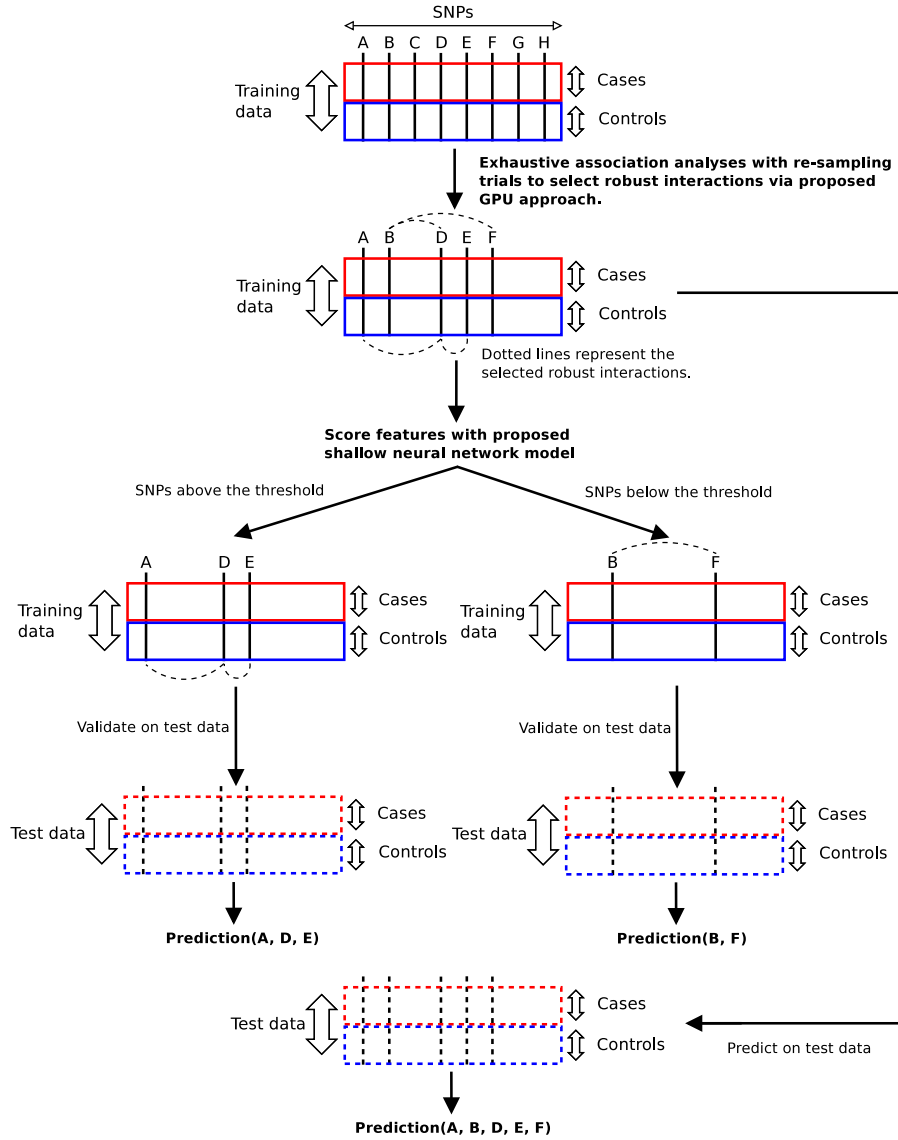 SNPs
A B C D E F G H
Training
data
Cases
Controls
Exhaustive association analyses with re-sampling
trials to select robust interactions via proposed
GPU approach.
A B D E F
Training
data
Cases
Controls
Dotted lines represent the
selected robust interactions.
Score features with proposed
shallow neural network model
SNPs above the threshold
SNPs below the threshold
A D E
Training
data
Cases
Controls
B F
Training
data
Cases
Controls
Validate on test data
Validate on test data
Test data
Cases
Controls
Test data
Cases
Controls
Prediction(A, D, E)
Prediction(B, F)
Test data
Cases
Controls
Predict on test data
Prediction(A, B, D, E, F)